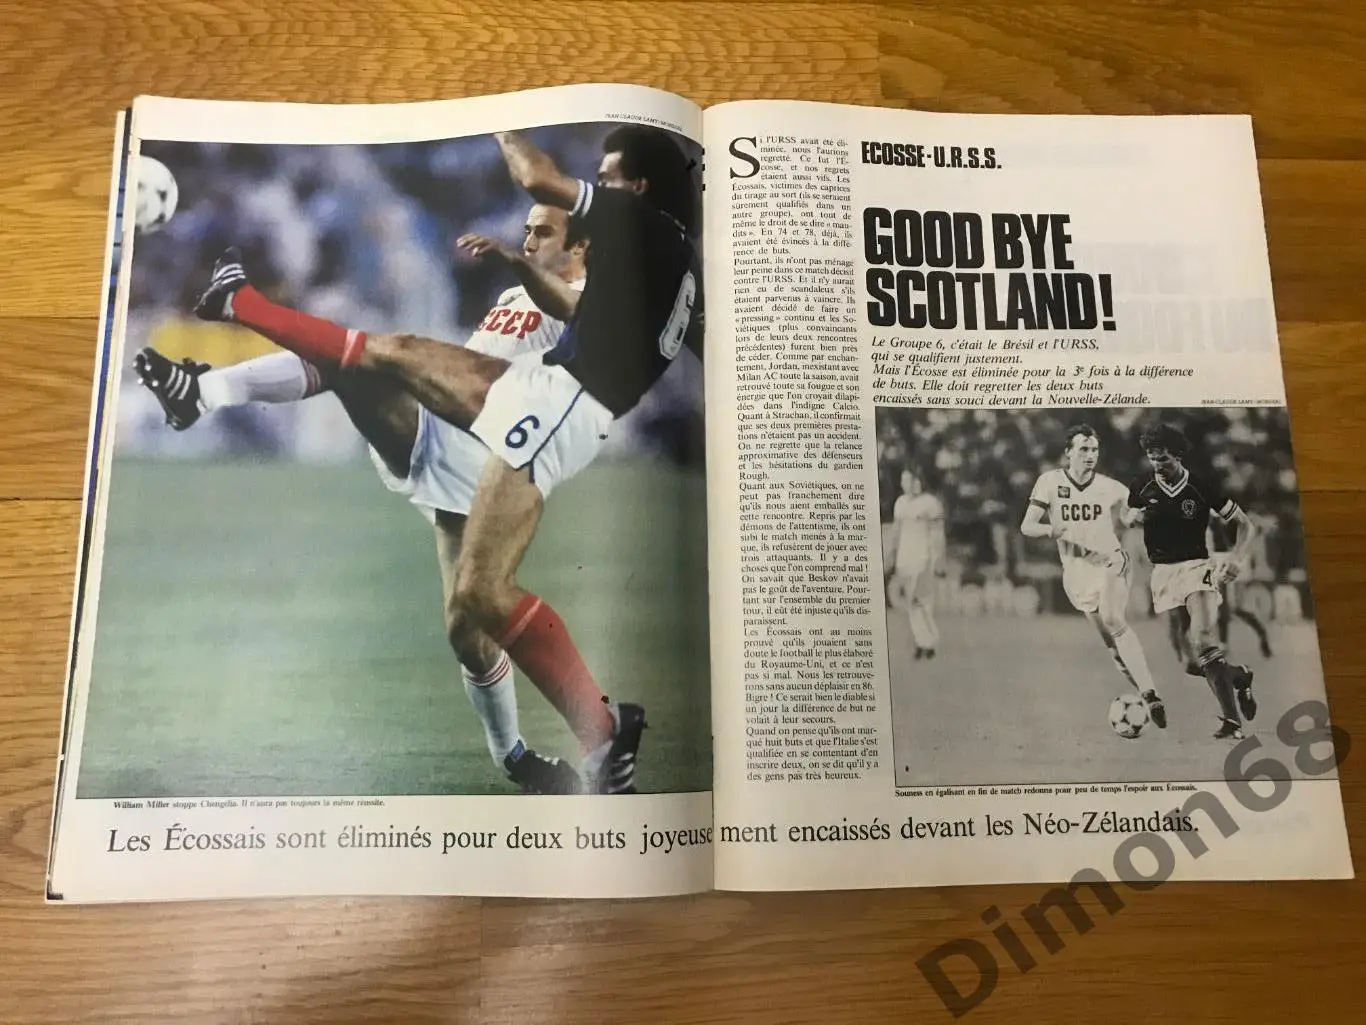 JEAN-CLAUDE LAMY/MONDIAL
CCCP
6
6
William Miller stoppe Chengelia. Il n'aura pas toujours la même réussite.
Les Écossais sont éliminés pour deux buts joyeusement encaissés devant les Néo-Zélandais.
Si l'URSS avait été éli-
minée, nous l'aurions
regretté. Ce fut l'É-
cosse, et nos regrets
étaient aussi vifs. Les
Écossais, victimes des caprices
du tirage au sort (ils se seraient
sûrement qualifiés dans un
autre groupe), ont tout de
même le droit de se dire « mau-
dits ». En 74 et 78, déjà, ils
avaient été évincés à la diffé-
rence de buts.
Pourtant, ils n'ont pas ménagé
leur peine dans ce match décisif
contre l'URSS. Et il n'y aurait
rien eu de scandaleux s'ils
étaient parvenus à vaincre. Ils
avaient décidé de faire un
« pressing » continu et les So-
viétiques (plus convaincants
lors de leurs deux rencontres
précédentes) furent bien près
de céder. Comme par enchan-
tement, Jordan, inexistant avec
Milan AC toute la saison, avait
retrouvé toute sa fougue et son
énergie que l'on croyait dilapi-
dées dans l'indigne Calcio.
Quant à Strachan, il confirmait
que ses deux premières presta-
tions n'étaient pas un accident.
On ne regrette que la relance
approximative des défenseurs
et les hésitations du gardien
Rough.
Quant aux Soviétiques, on ne
peut pas franchement dire
qu'ils nous aient emballés sur
cette rencontre. Repris par les
démons de l'attentisme, ils ont
subi le match menés à la mar-
que, ils refusèrent de jouer avec
trois attaquants. Il y a des
choses que l'on comprend mal !
On savait que Beskov n'avait
pas le goût de l'aventure. Pour-
tant sur l'ensemble du premier
tour, il eût été injuste qu'ils dis-
paraissent.
Les Écossais ont au moins
prouvé qu'ils jouaient sans
doute le football le plus élaboré
du Royaume-Uni, et ce n'est
pas si mal. Nous les retrouve-
rons sans aucun déplaisir en 86.
Bigre ! Ce serait bien le diable si
un jour la différence de but ne
volait à leur secours.
Quand on pense qu'ils ont mar-
qué huit buts et que l'Italie s'est
qualifiée en se contentant d'en
inscrire deux, on se dit qu'il y a
des gens pas très heureux.
ECOSSE-U.R.S.S.
GOOD BYE
SCOTLAND!
Le Groupe 6, c'était le Brésil et l'URSS,
qui se qualifient justement.
Mais l'Écosse est éliminée pour la 3e fois à la différence
de buts. Elle doit regretter les deux buts
encaissés sans souci devant la Nouvelle-Zélande.
JEAN-CLAUDE LAMY/MONDIAL
CCCP
4
Souness en égalisant en fin de match redonna pour peu de temps l'espoir aux Écossais.
Dimon68